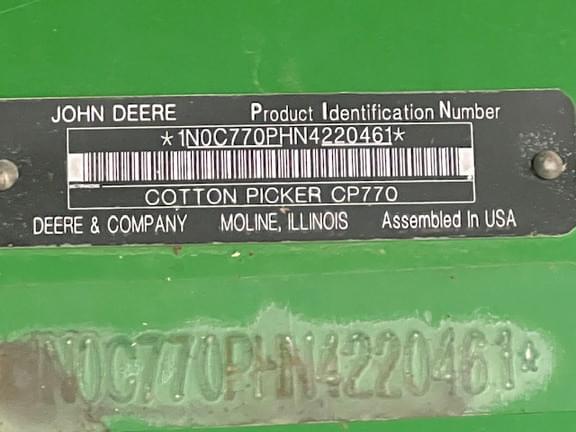 JOHN DEERE Product Identification Number
*1N0C770PHN4220461*
COTTON PICKER CP770
DEERE & COMPANY MOLINE, ILLINOIS Assembled In USA
1N0C770PHN4220461*